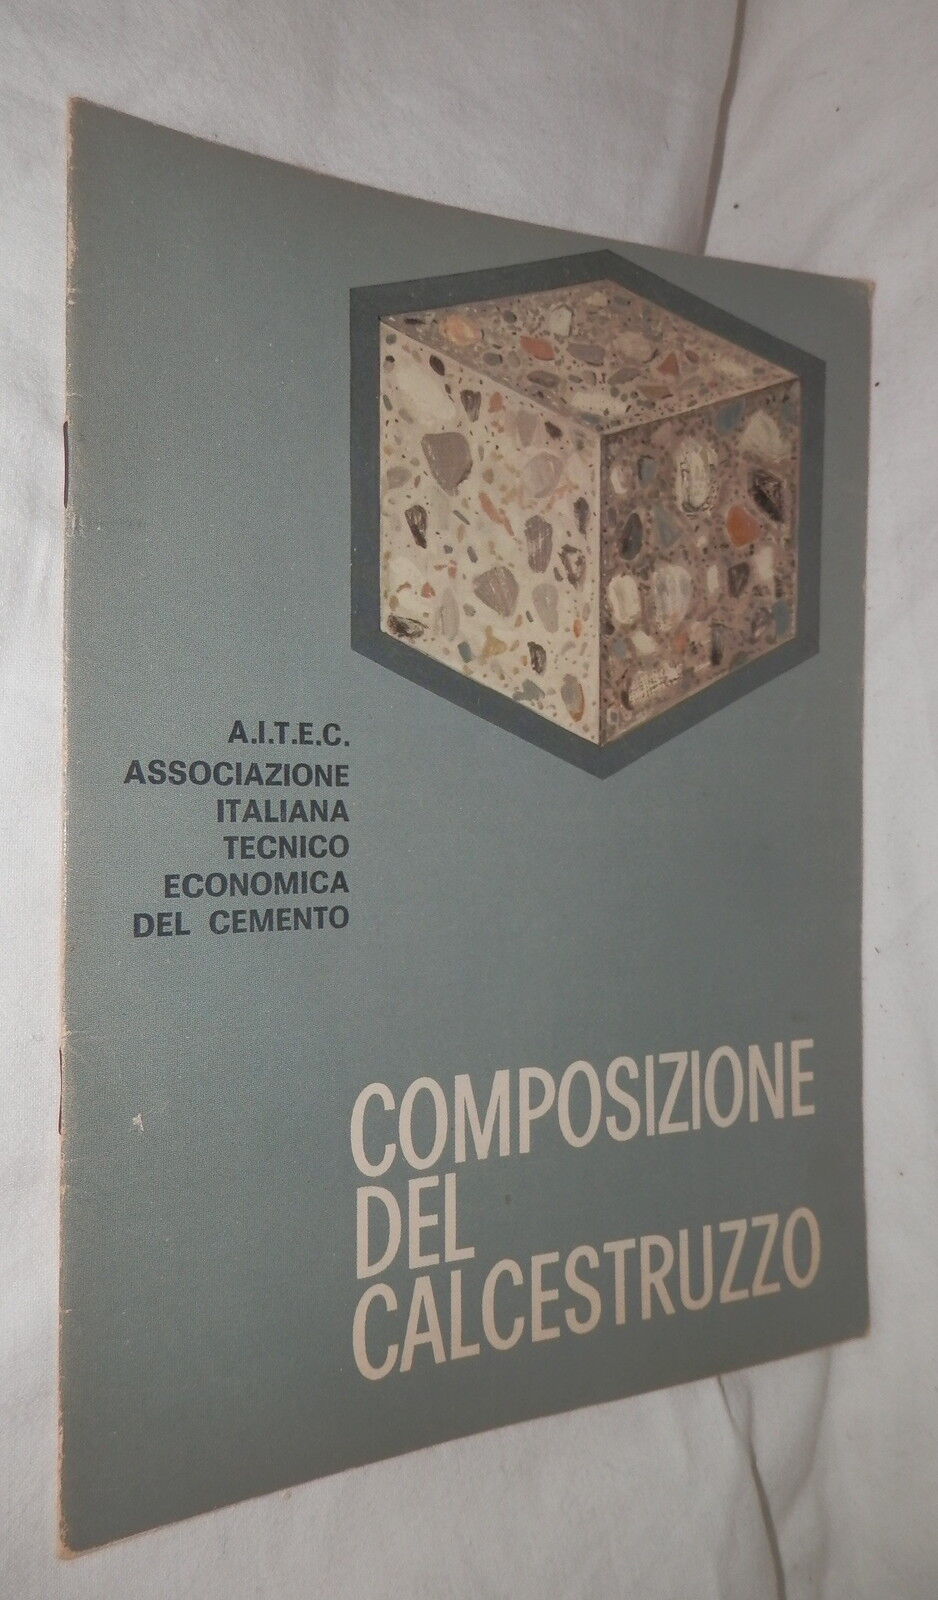 A.I.T.E.C.
ASSOCIAZIONE
ITALIANA
TECNICO
ECONOMICA
DEL CEMENTO
COMPOSIZIONE
DEL
CALCESTRUZZO